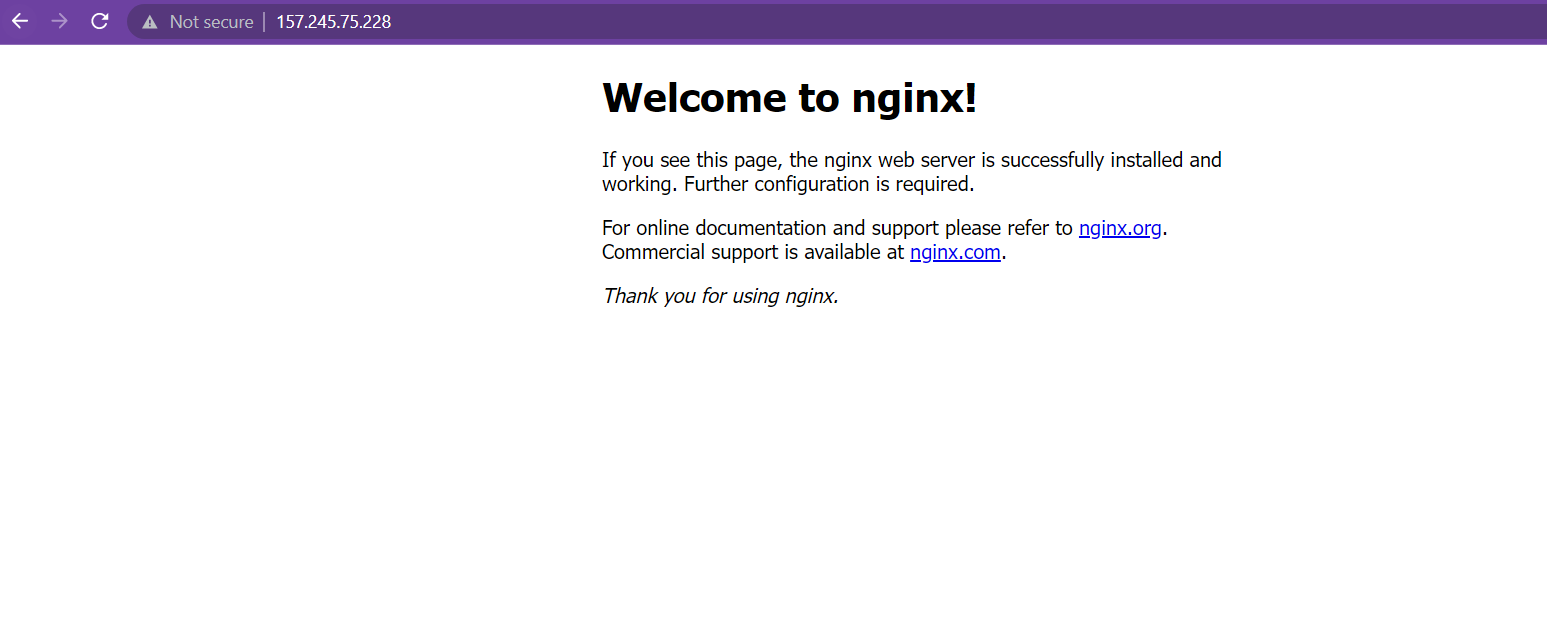 Not secure | 157.245.75.228
Welcome to nginx!
If you see this page, the nginx web server is successfully installed and
working. Further configuration is required.
For online documentation and support please refer to nginx.org.
Commercial support is available at nginx.com.
Thank you for using nginx.